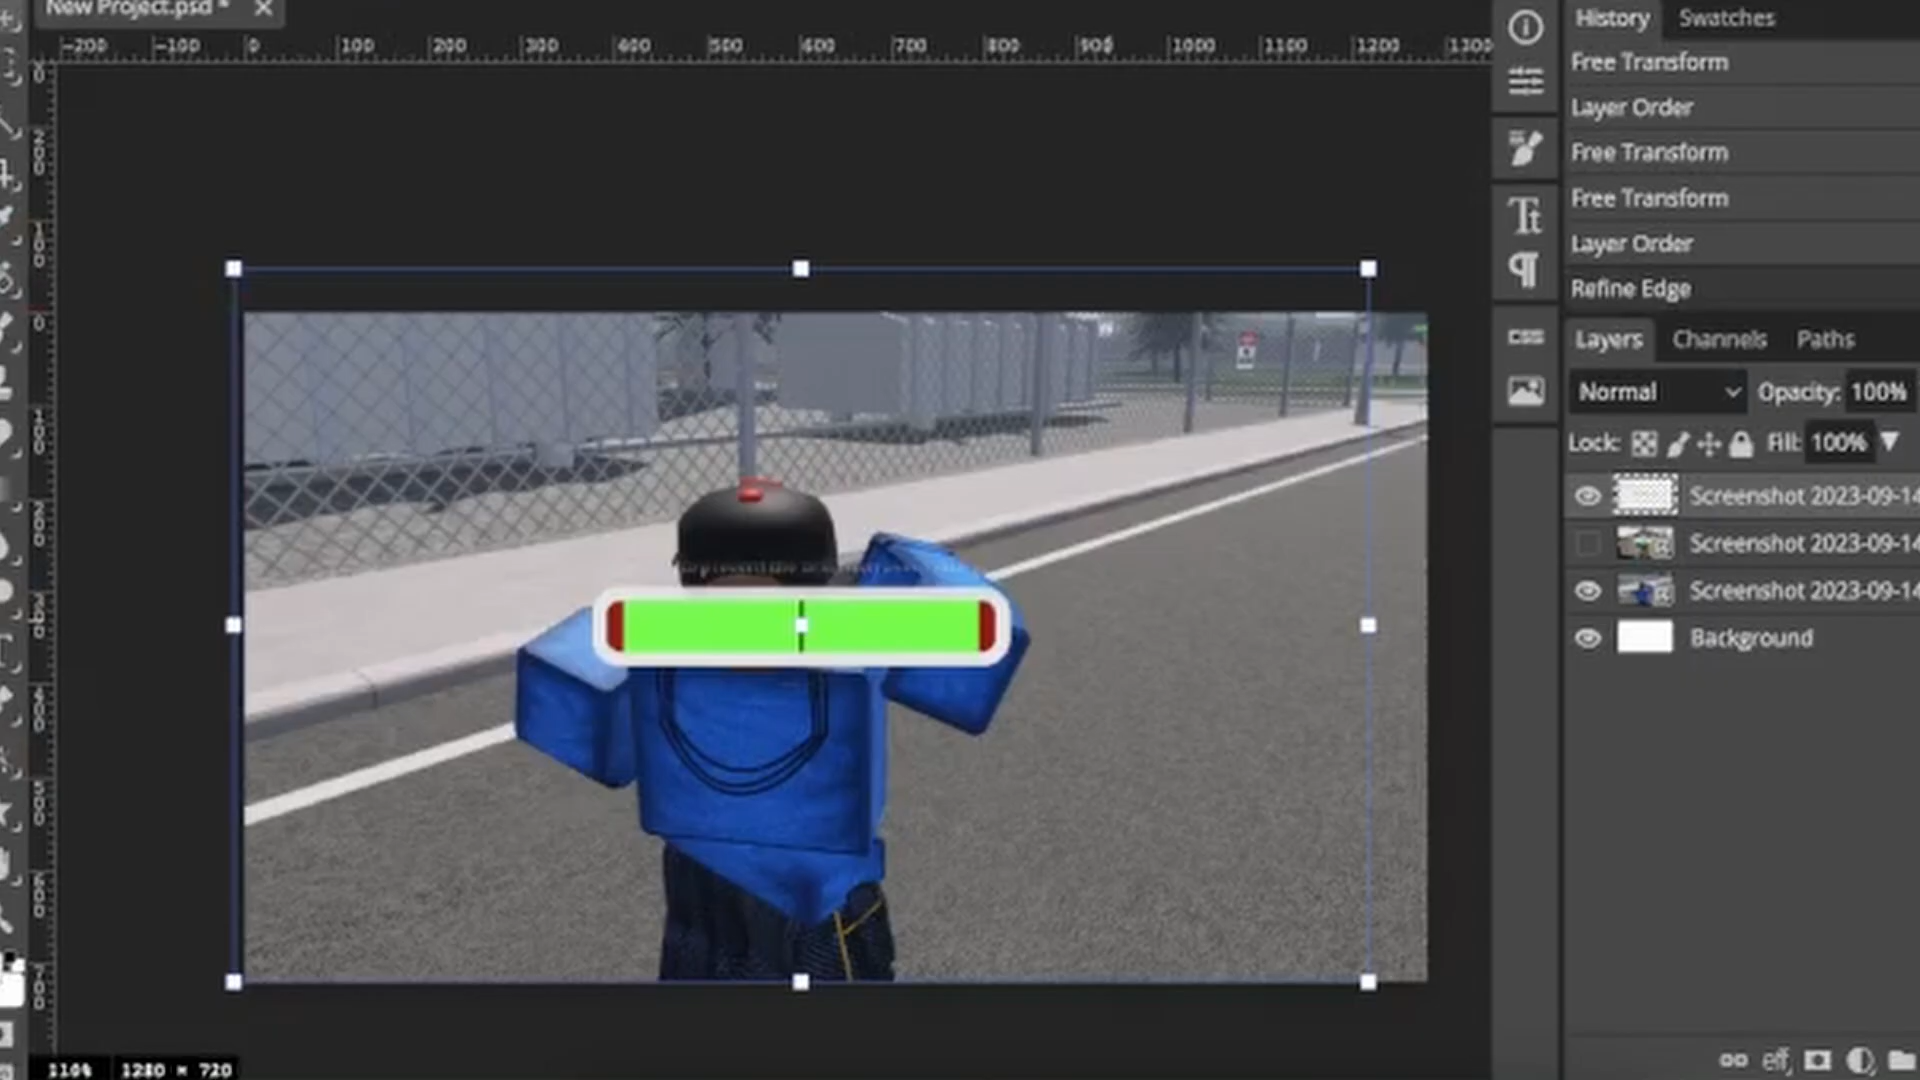 New Project.psd *
History Swatches
-200 -100 0 100 200 300 400 500 600 700 800 900 1000 1100 1200 1300
Free Transform
Layer Order
Free Transform
Free Transform
Layer Order
Refine Edge
CSS
Layers Channels Paths
Normal Opacity: 100%
Lock: Fill: 100%
Screenshot 2023-09-14
Screenshot 2023-09-14
Screenshot 2023-09-14
Background
eff
110% 1280 × 720